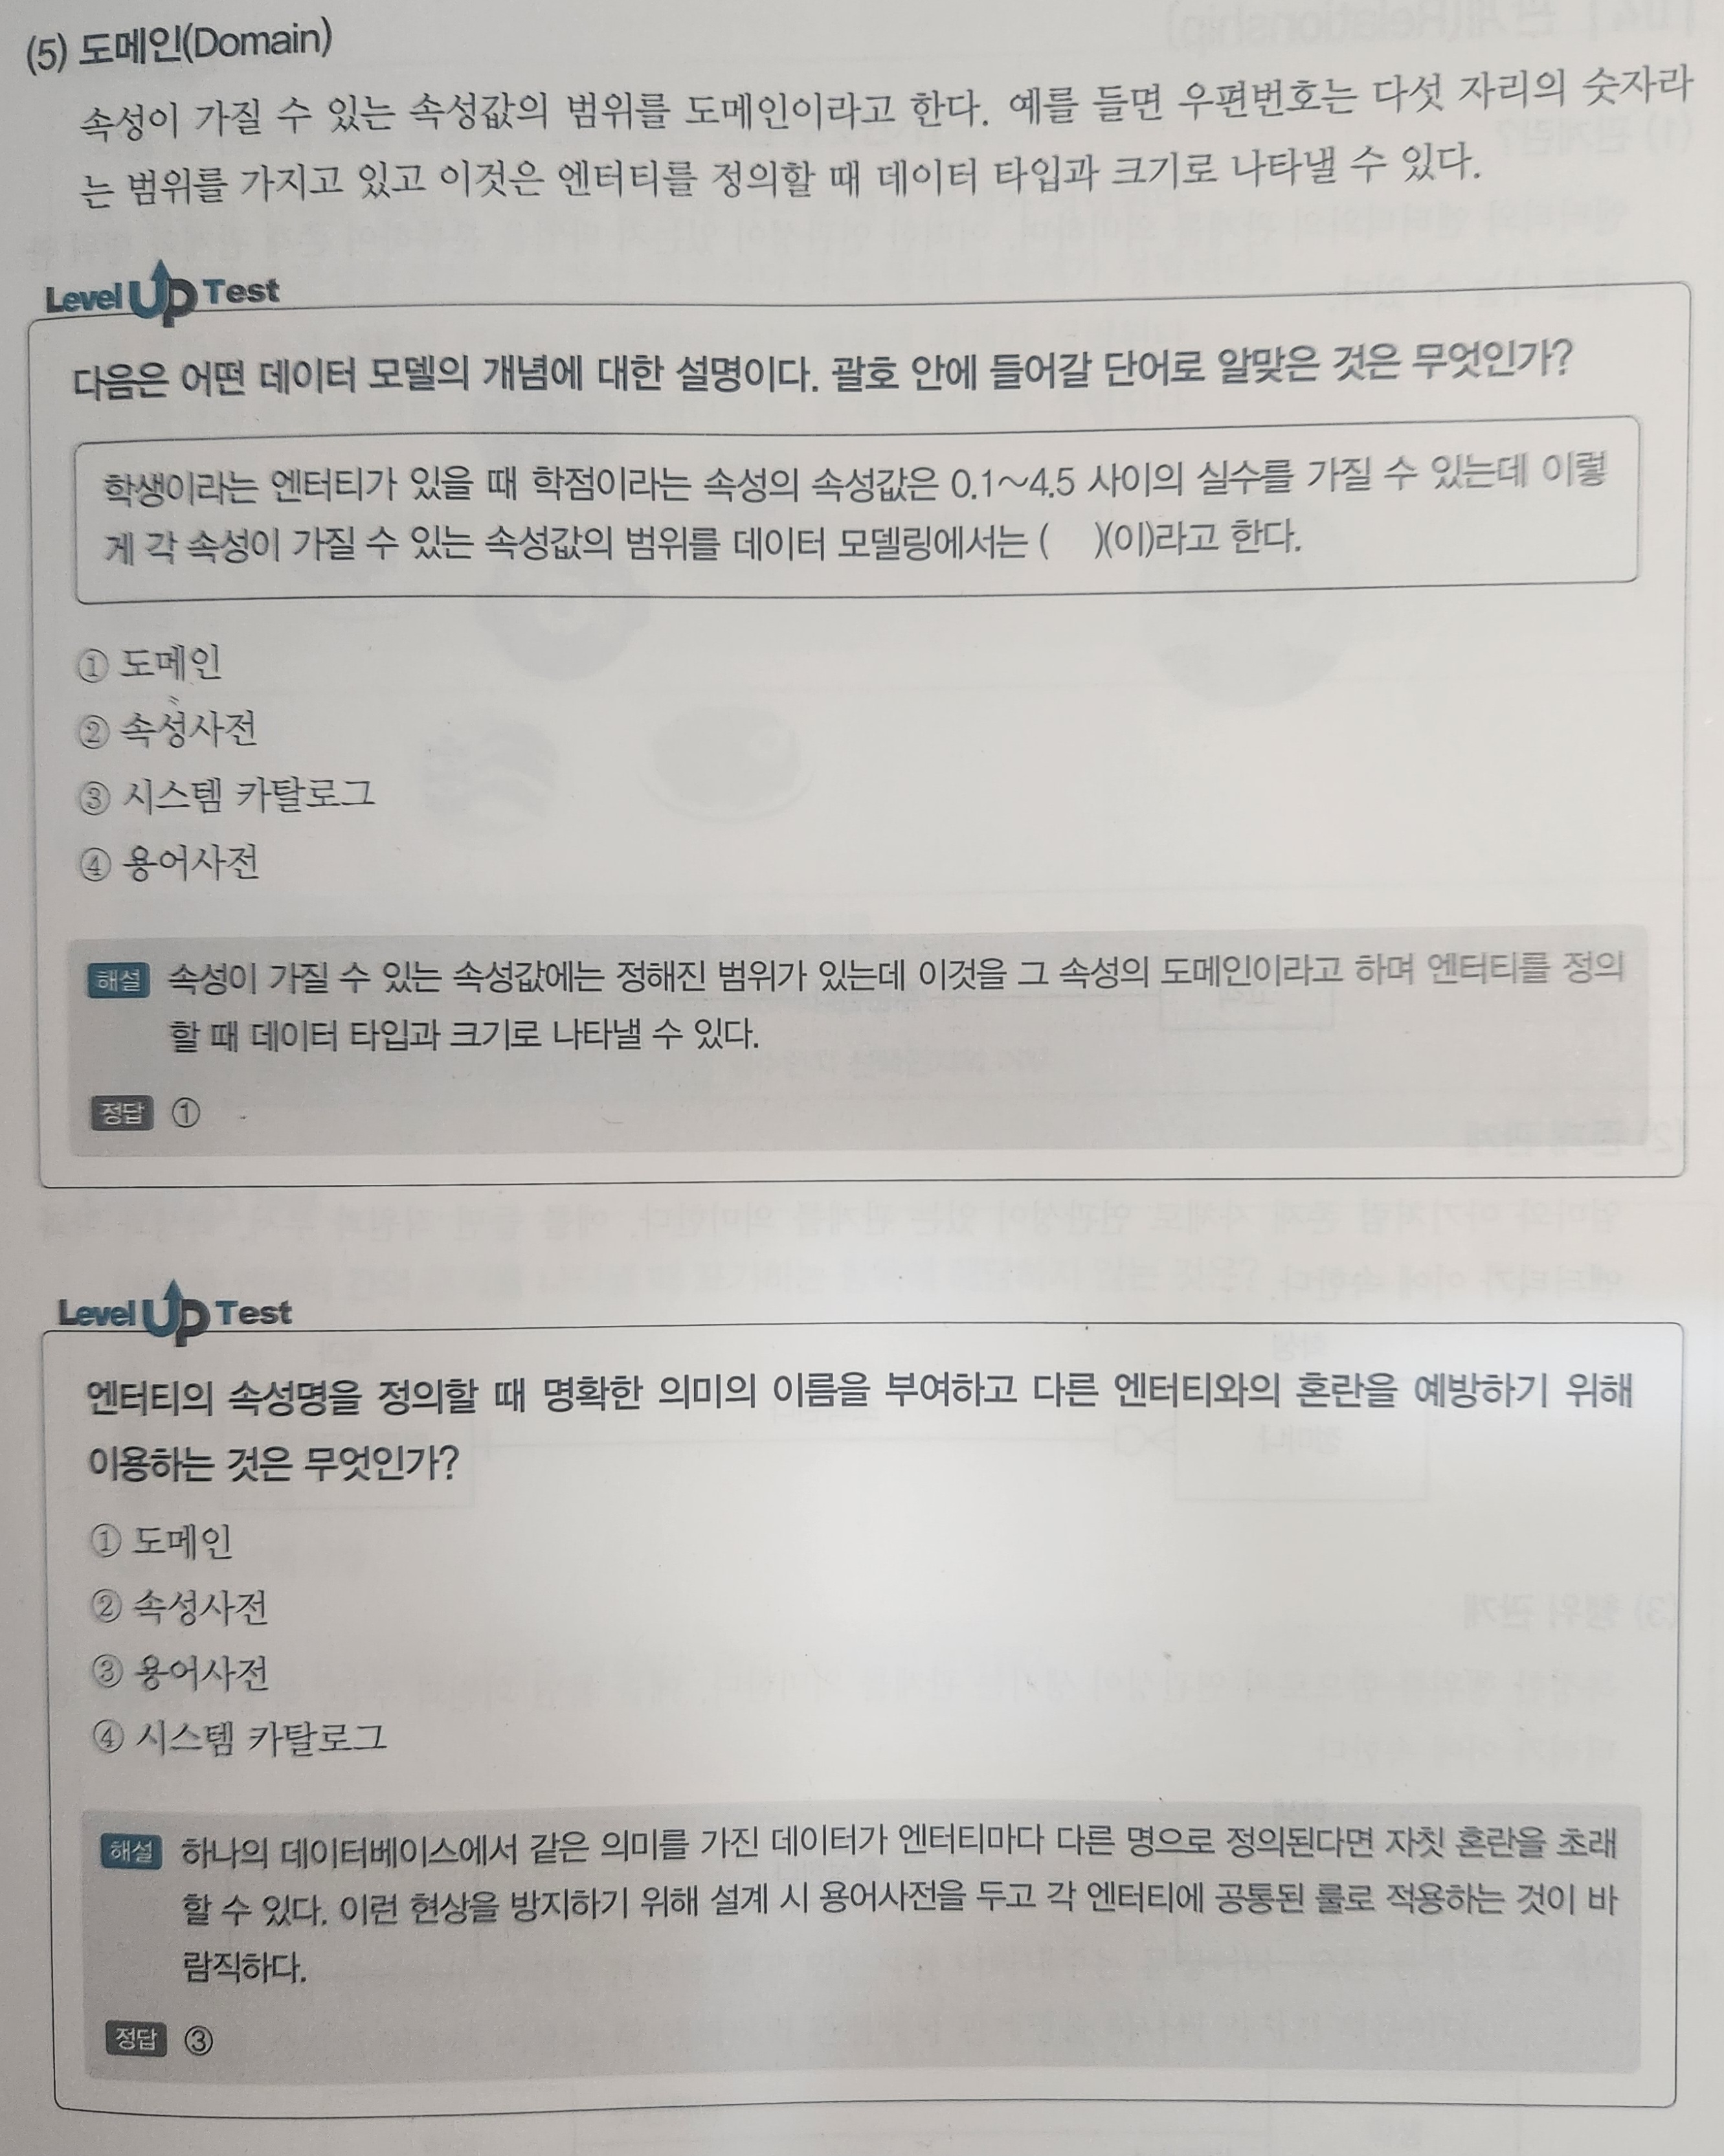 (5) 도메인(Domain)
속성이 가질 수 있는 속성값의 범위를 도메인이라고 한다. 예를 들면 우편번호는 다섯 자리의 숫자라
는 범위를 가지고 있고 이것은 엔터티를 정의할 때 데이터 타입과 크기로 나타낼 수 있다.
Level Up Test
다음은 어떤 데이터 모델의 개념에 대한 설명이다. 괄호 안에 들어갈 단어로 알맞은 것은 무엇인가?
학생이라는 엔터티가 있을 때 학점이라는 속성의 속성값은 0.1~4.5 사이의 실수를 가질 수 있는데 이렇
게 각 속성이 가질 수 있는 속성값의 범위를 데이터 모델링에서는 (    )(이)라고 한다.
① 도메인
② 속성사전
③ 시스템 카탈로그
④ 용어사전
해설 속성이 가질 수 있는 속성값에는 정해진 범위가 있는데 이것을 그 속성의 도메인이라고 하며 엔터티를 정의
할 때 데이터 타입과 크기로 나타낼 수 있다.
정답 ①
Level Up Test
엔터티의 속성명을 정의할 때 명확한 의미의 이름을 부여하고 다른 엔터티와의 혼란을 예방하기 위해
이용하는 것은 무엇인가?
① 도메인
② 속성사전
③ 용어사전
④ 시스템 카탈로그
해설 하나의 데이터베이스에서 같은 의미를 가진 데이터가 엔터티마다 다른 명으로 정의된다면 자칫 혼란을 초래
할 수 있다. 이런 현상을 방지하기 위해 설계 시 용어사전을 두고 각 엔터티에 공통된 룰로 적용하는 것이 바
람직하다.
정답 ③